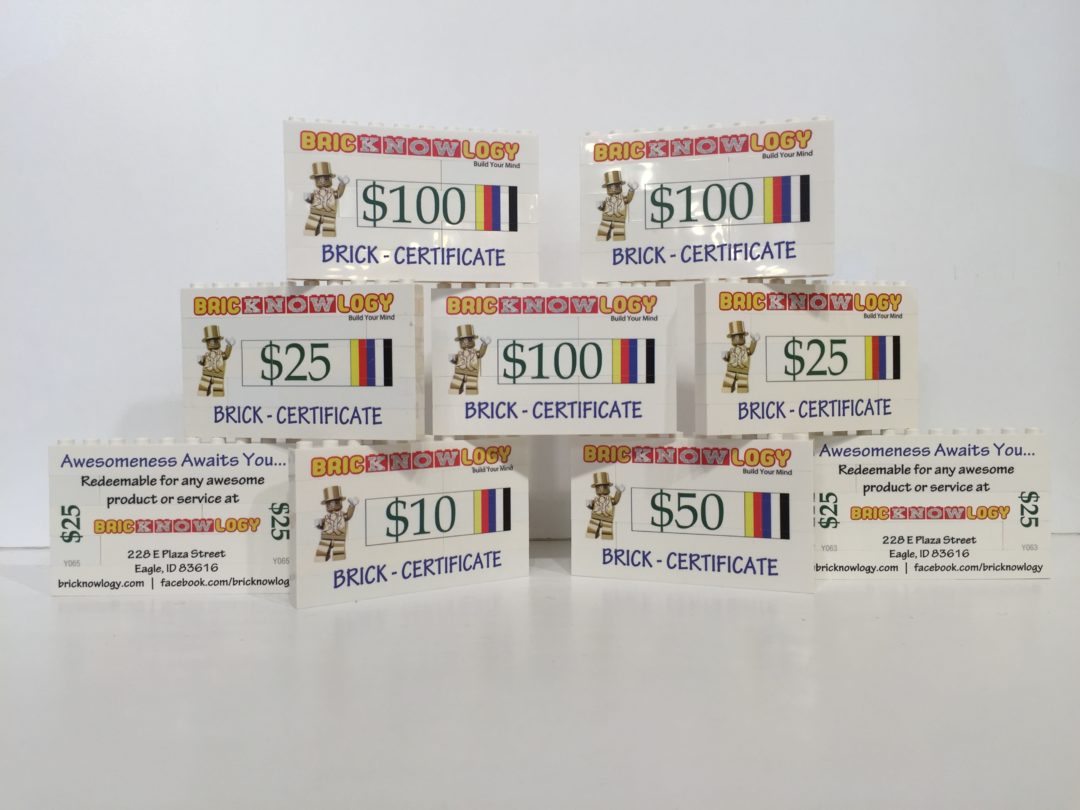 BRICKNOWLOGY
Build Your Mind
$100
BRICK - CERTIFICATE
BRICKNOWLOGY
Build Your Mind
$100
BRICK - CERTIFICATE
BRICKNOWLOGY
Build Your Mind
$25
BRICK - CERTIFICATE
BRICKNOWLOGY
Build Your Mind
$100
BRICK - CERTIFICATE
BRICKNOWLOGY
Build Your Mind
$25
BRICK - CERTIFICATE
Awesomeness Awaits You...
Redeemable for any awesome
product or service at
BRICKNOWLOGY
$25
$25
228 E Plaza Street
Eagle, ID 83616
Y065
Y065
bricknowlogy.com | facebook.com/bricknowlog
BRICKNOWLOGY
Build Your Mind
$10
BRICK - CERTIFICATE
BRICKNOWLOGY
Build Your Mind
$50
BRICK - CERTIFICATE
Awesomeness Awaits You...
Redeemable for any awesome
product or service at
BRICKNOWLOGY
$25
$25
228 E Plaza Street
Eagle, ID 83616
Y063
Y063
ricknowlogy.com | facebook.com/bricknowlogy